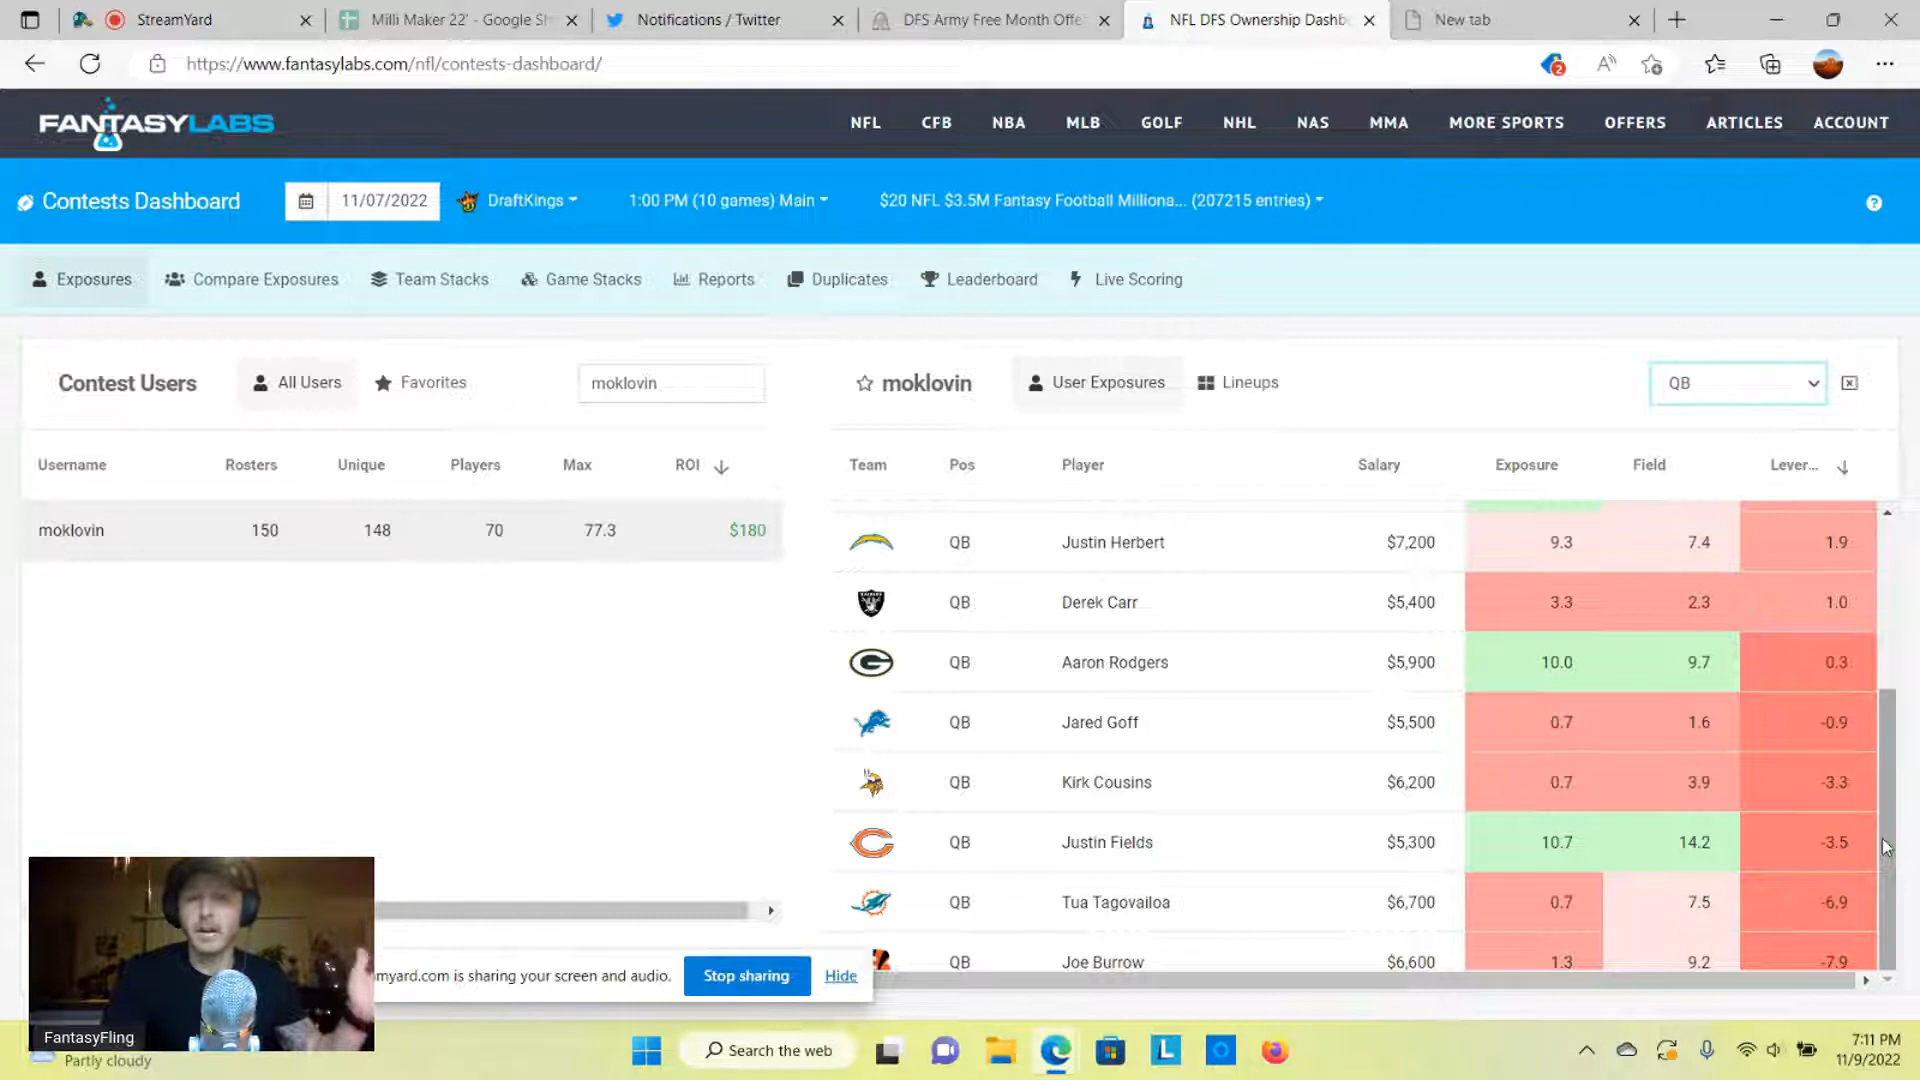 StreamYard
Milli Maker 22' - Google Sh
Notifications / Twitter
DFS Army Free Month Offe
NFL DFS Ownership Dashb
New tab
https://www.fantasylabs.com/nfl/contests-dashboard/
2
FANTASYLABS
NFL
CFB
NBA
MLB
GOLF
NHL
NAS
MMA
MORE SPORTS
OFFERS
ARTICLES
ACCOUNT
Contests Dashboard
11/07/2022
DraftKings
1:00 PM (10 games) Main
$20 NFL $3.5M Fantasy Football Milliona... (207215 entries)
?
Exposures
Compare Exposures
Team Stacks
Game Stacks
Reports
Duplicates
Leaderboard
Live Scoring
Contest Users
All Users
Favorites
moklovin
moklovin
User Exposures
Lineups
QB
Username Rosters Unique Players Max ROI
moklovin 150 148 70 77.3 $180
Team Pos Player Salary Exposure Field Lever...
QB Justin Herbert $7,200 9.3 7.4 1.9
RAIDERS QB Derek Carr $5,400 3.3 2.3 1.0
G QB Aaron Rodgers $5,900 10.0 9.7 0.3
QB Jared Goff $5,500 0.7 1.6 -0.9
QB Kirk Cousins $6,200 0.7 3.9 -3.3
C QB Justin Fields $5,300 10.7 14.2 -3.5
QB Tua Tagovailoa $6,700 0.7 7.5 -6.9
QB Joe Burrow $6,600 1.3 9.2 -7.9
myard.com is sharing your screen and audio.
Stop sharing
Hide
FantasyFling
Partly cloudy
Search the web
L
7:11 PM
11/9/2022